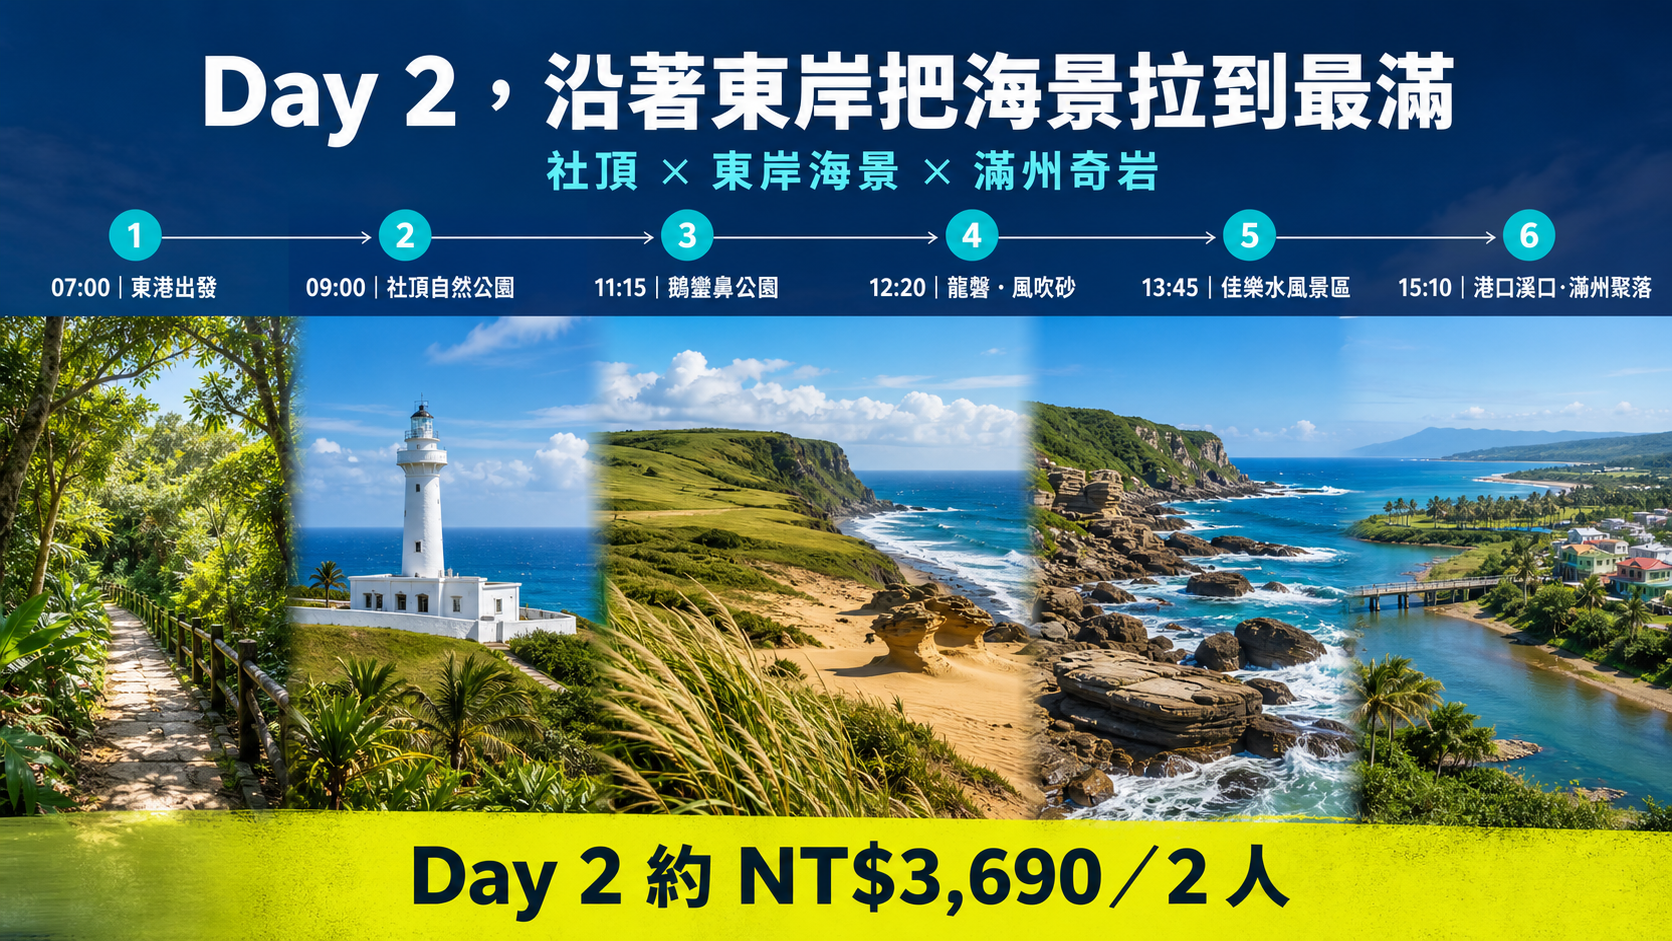 Day 2，沿著東岸把海景拉到最滿
社頂 × 東岸海景 × 滿州奇岩
1 2 3 4 5 6
07:00｜東港出發 09:00｜社頂自然公園 11:15｜鵝鑾鼻公園 12:20｜龍磐・風吹砂 13:45｜佳樂水風景區 15:10｜港口溪口·滿州聚落
Day 2 約 NT$3,690／2 人